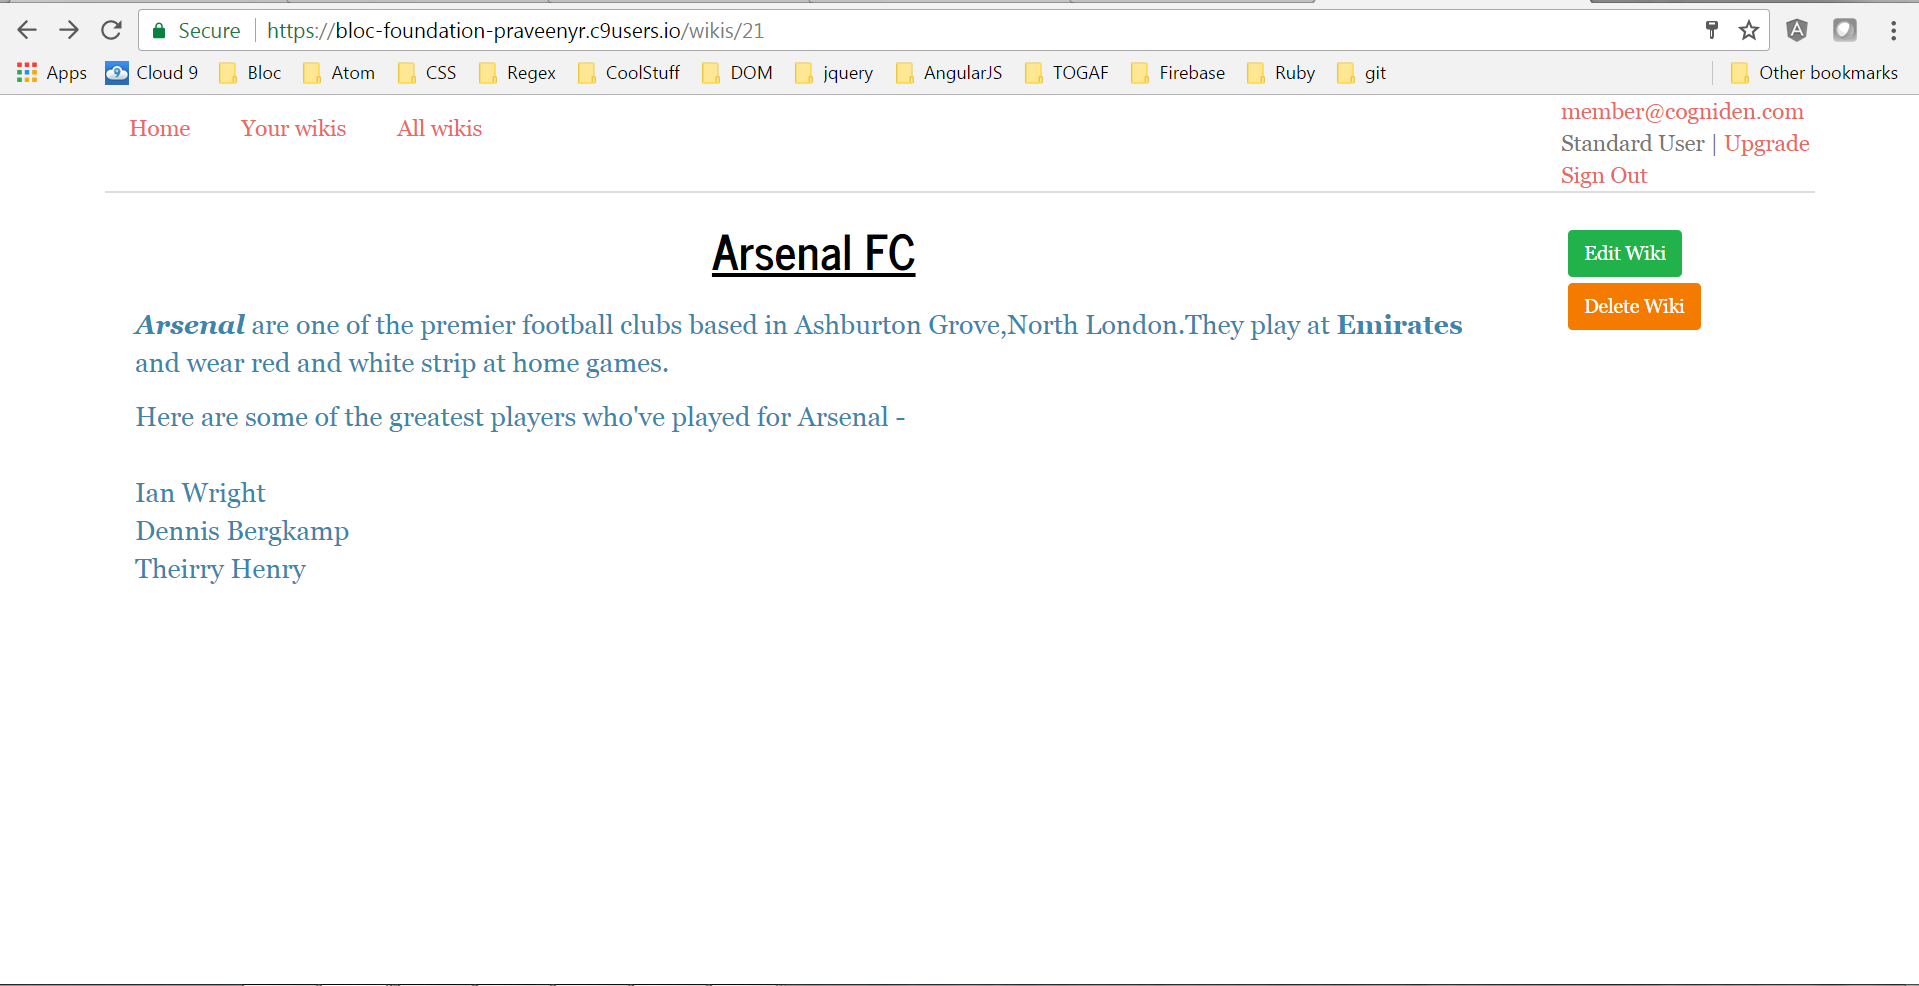 Secure https://bloc-foundation-praveenyr.c9users.io/wikis/21
Apps Cloud 9 Bloc Atom CSS Regex CoolStuff DOM jquery AngularJS TOGAF Firebase Ruby git Other bookmarks
Home Your wikis All wikis
member@cogniden.com
Standard User | Upgrade
Sign Out
Arsenal FC
Edit Wiki
Delete Wiki
Arsenal are one of the premier football clubs based in Ashburton Grove,North London.They play at Emirates
and wear red and white strip at home games.
Here are some of the greatest players who've played for Arsenal -
Ian Wright
Dennis Bergkamp
Theirry Henry